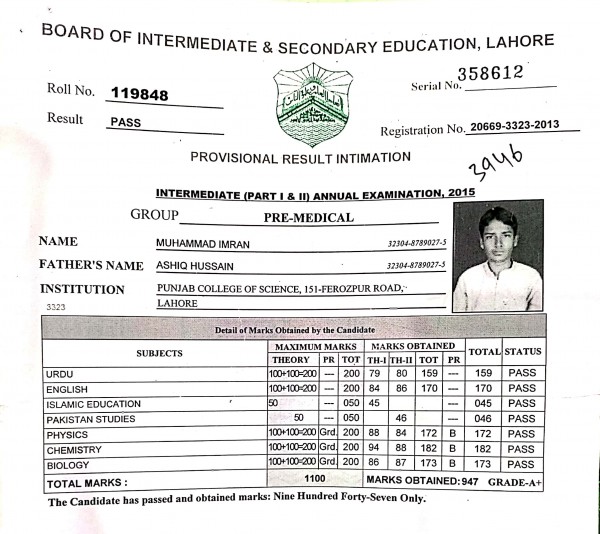 BOARD OF INTERMEDIATE & SECONDARY EDUCATION, LAHORE
Roll No. 119848
Serial No. 358612
Result PASS
Registration No. 20669-3323-2013
PROVISIONAL RESULT INTIMATION
3946
INTERMEDIATE (PART I & II) ANNUAL EXAMINATION, 2015
GROUP PRE-MEDICAL
NAME MUHAMMAD IMRAN 32304-8789027-5
FATHER'S NAME ASHIQ HUSSAIN 32304-8789027-5
INSTITUTION PUNJAB COLLEGE OF SCIENCE, 151-FEROZPUR ROAD,
3323 LAHORE
Detail of Marks Obtained by the Candidate
SUBJECTS MAXIMUM MARKS MARKS OBTAINED TOTAL STATUS
THEORY PR TOT TH-I TH-II TOT PR
URDU 100+100=200 --- 200 79 80 159 --- 159 PASS
ENGLISH 100+100=200 --- 200 84 86 170 --- 170 PASS
ISLAMIC EDUCATION 50 --- 050 45 --- 045 PASS
PAKISTAN STUDIES 50 --- 050 46 --- 046 PASS
PHYSICS 100+100=200 Grd. 200 88 84 172 B 172 PASS
CHEMISTRY 100+100=200 Grd. 200 94 88 182 B 182 PASS
BIOLOGY 100+100=200 Grd. 200 86 87 173 B 173 PASS
TOTAL MARKS : 1100 MARKS OBTAINED: 947 GRADE-A+
The Candidate has passed and obtained marks: Nine Hundred Forty-Seven Only.